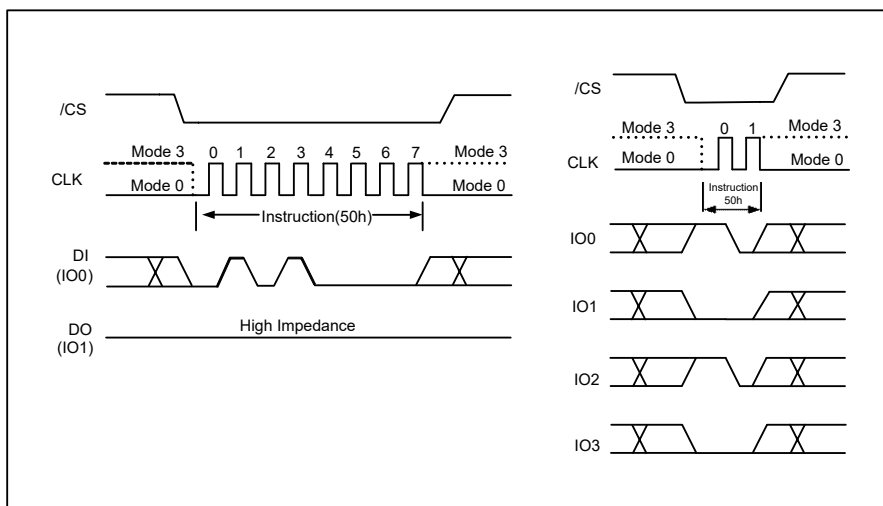 /CS
Mode 3 0 1 2 3 4 5 6 7 Mode 3
CLK
Mode 0 Mode 0
Instruction(50h)
DI
(IO0)
High Impedance
DO
(IO1)
/CS
Mode 3 0 1 Mode 3
CLK
Mode 0 Mode 0
Instruction
50h
IO0
IO1
IO2
IO3